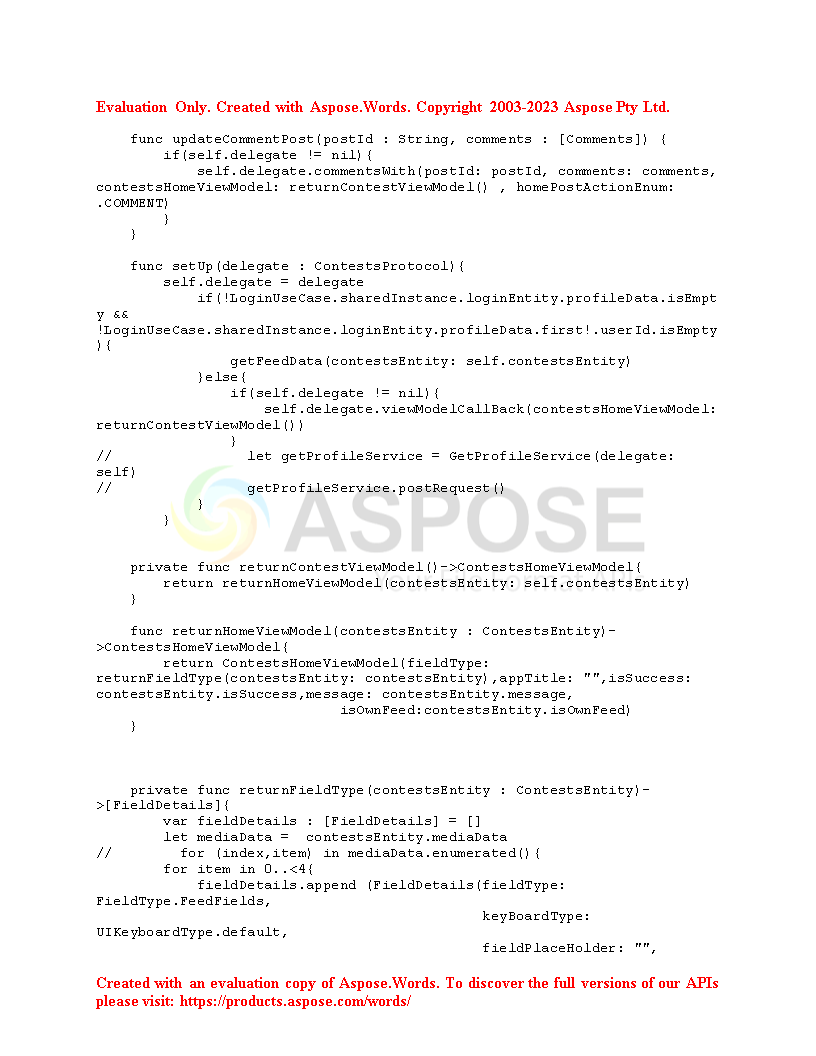 Evaluation Only. Created with Aspose.Words. Copyright 2003-2023 Aspose Pty Ltd.
func updateCommentPost(postId : String, comments : [Comments]) {
if(self.delegate != nil){
self.delegate.commentsWith(postId: postId, comments: comments,
contestsHomeViewModel: returnContestViewModel() , homePostActionEnum:
.COMMENT)
}
}
func setUp(delegate : ContestsProtocol){
self.delegate = delegate
if(!LoginUseCase.sharedInstance.loginEntity.profileData.isEmpt
y &&
!LoginUseCase.sharedInstance.loginEntity.profileData.first!.userId.isEmpty
){
getFeedData(contestsEntity: self.contestsEntity)
}else{
if(self.delegate != nil){
self.delegate.viewModelCallBack(contestsHomeViewModel:
returnContestViewModel())
}
// let getProfileService = GetProfileService(delegate:
self)
// getProfileService.postRequest()
}
}
ASPOSE
private func returnContestViewModel()->ContestsHomeViewModel{
return returnHomeViewModel(contestsEntity: self.contestsEntity)
}
func returnHomeViewModel(contestsEntity : ContestsEntity)-
>ContestsHomeViewModel{
return ContestsHomeViewModel(fieldType:
returnFieldType(contestsEntity: contestsEntity),appTitle: "",isSuccess:
contestsEntity.isSuccess,message: contestsEntity.message,
isOwnFeed:contestsEntity.isOwnFeed)
}
private func returnFieldType(contestsEntity : ContestsEntity)-
>[FieldDetails]{
var fieldDetails : [FieldDetails] = []
let mediaData = contestsEntity.mediaData
// for (index,item) in mediaData.enumerated(){
for item in 0..<4{
fieldDetails.append (FieldDetails(fieldType:
FieldType.FeedFields,
keyBoardType:
UIKeyboardType.default,
fieldPlaceHolder: "",
Created with an evaluation copy of Aspose.Words. To discover the full versions of our APIs
please visit: https://products.aspose.com/words/